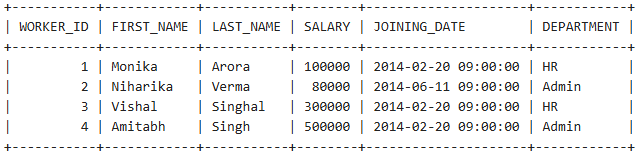 +-----------+------------+-----------+--------+---------------------+------------+
| WORKER_ID | FIRST_NAME | LAST_NAME | SALARY | JOINING_DATE        | DEPARTMENT |
+-----------+------------+-----------+--------+---------------------+------------+
|         1 | Monika     | Arora     | 100000 | 2014-02-20 09:00:00 | HR         |
|         2 | Niharika   | Verma     |  80000 | 2014-06-11 09:00:00 | Admin      |
|         3 | Vishal     | Singhal   | 300000 | 2014-02-20 09:00:00 | HR         |
|         4 | Amitabh    | Singh     | 500000 | 2014-02-20 09:00:00 | Admin      |
+-----------+------------+-----------+--------+---------------------+------------+